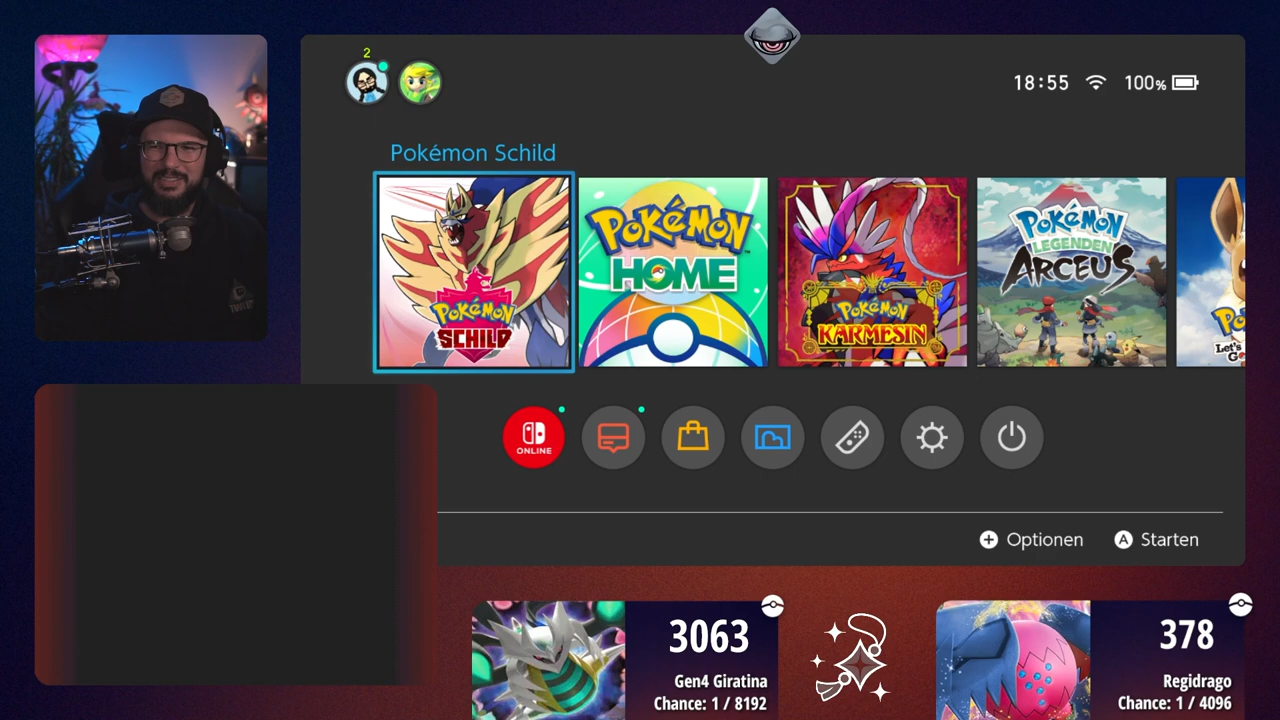 2
18:55
100%
Pokémon Schild
Pokémon
SCHILD
Pokémon
HOME
Pokémon
KARMESIN
Pokémon
LEGENDEN
ARCEUS
Let's
ONLINE
Optionen
A Starten
3063
Gen4 Giratina
Chance: 1 / 8192
378
Regidrago
Chance: 1 / 4096